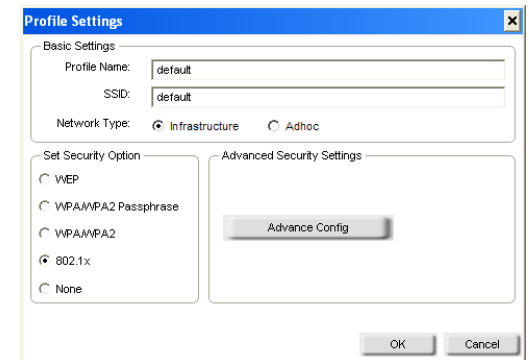 Profile Settings
Basic Settings
Profile Name: default
SSID: default
Network Type: Infrastructure Adhoc
Set Security Option
WEP
WPA/WPA2 Passphrase
WPA/WPA2
802.1x
None
Advanced Security Settings
Advance Config
OK Cancel